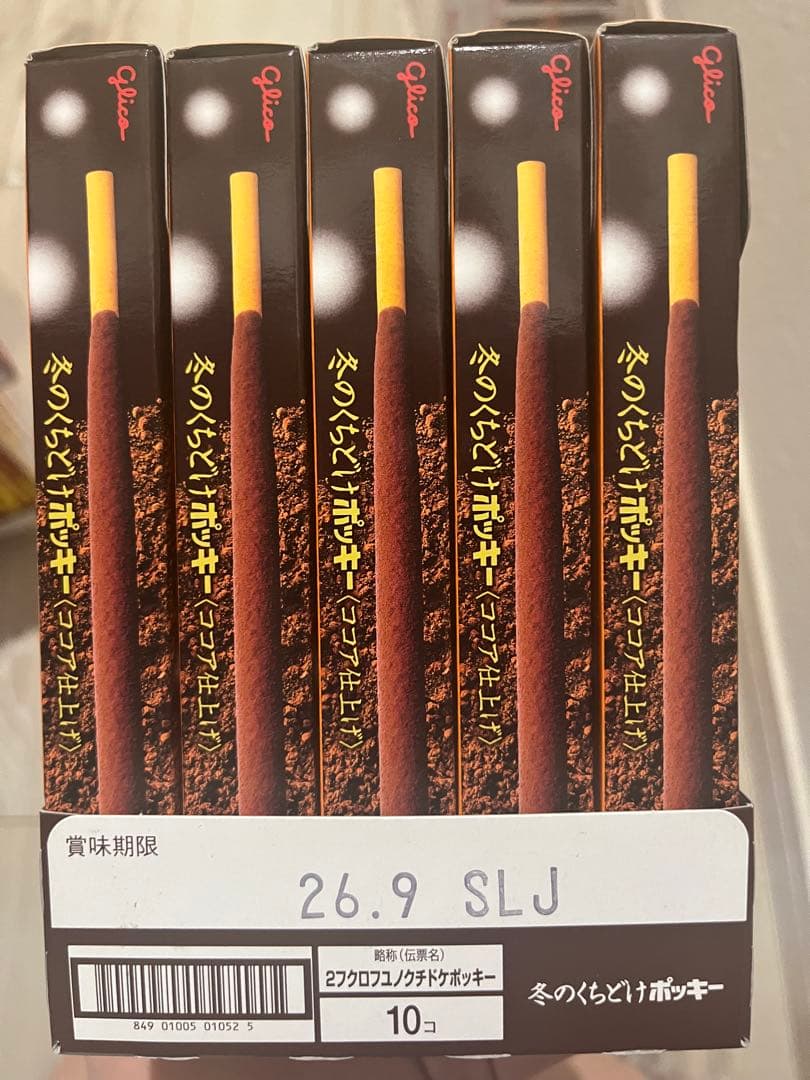 Glico
Glico
Glico
Glico
Glico
冬のくちどけポッキー〈ココア仕上げ〉
冬のくちどけポッキー〈ココア仕上げ〉
冬のくちどけポッキー〈ココア仕上げ〉
冬のくちどけポッキー〈ココア仕上げ〉
冬のくちどけポッキー〈ココア仕上げ〉
賞味期限
26.9 SLJ
849 01005 01052 5
略称(伝票名)
2フクロフユノクチドケポッキー
10コ
冬のくちどけポッキー